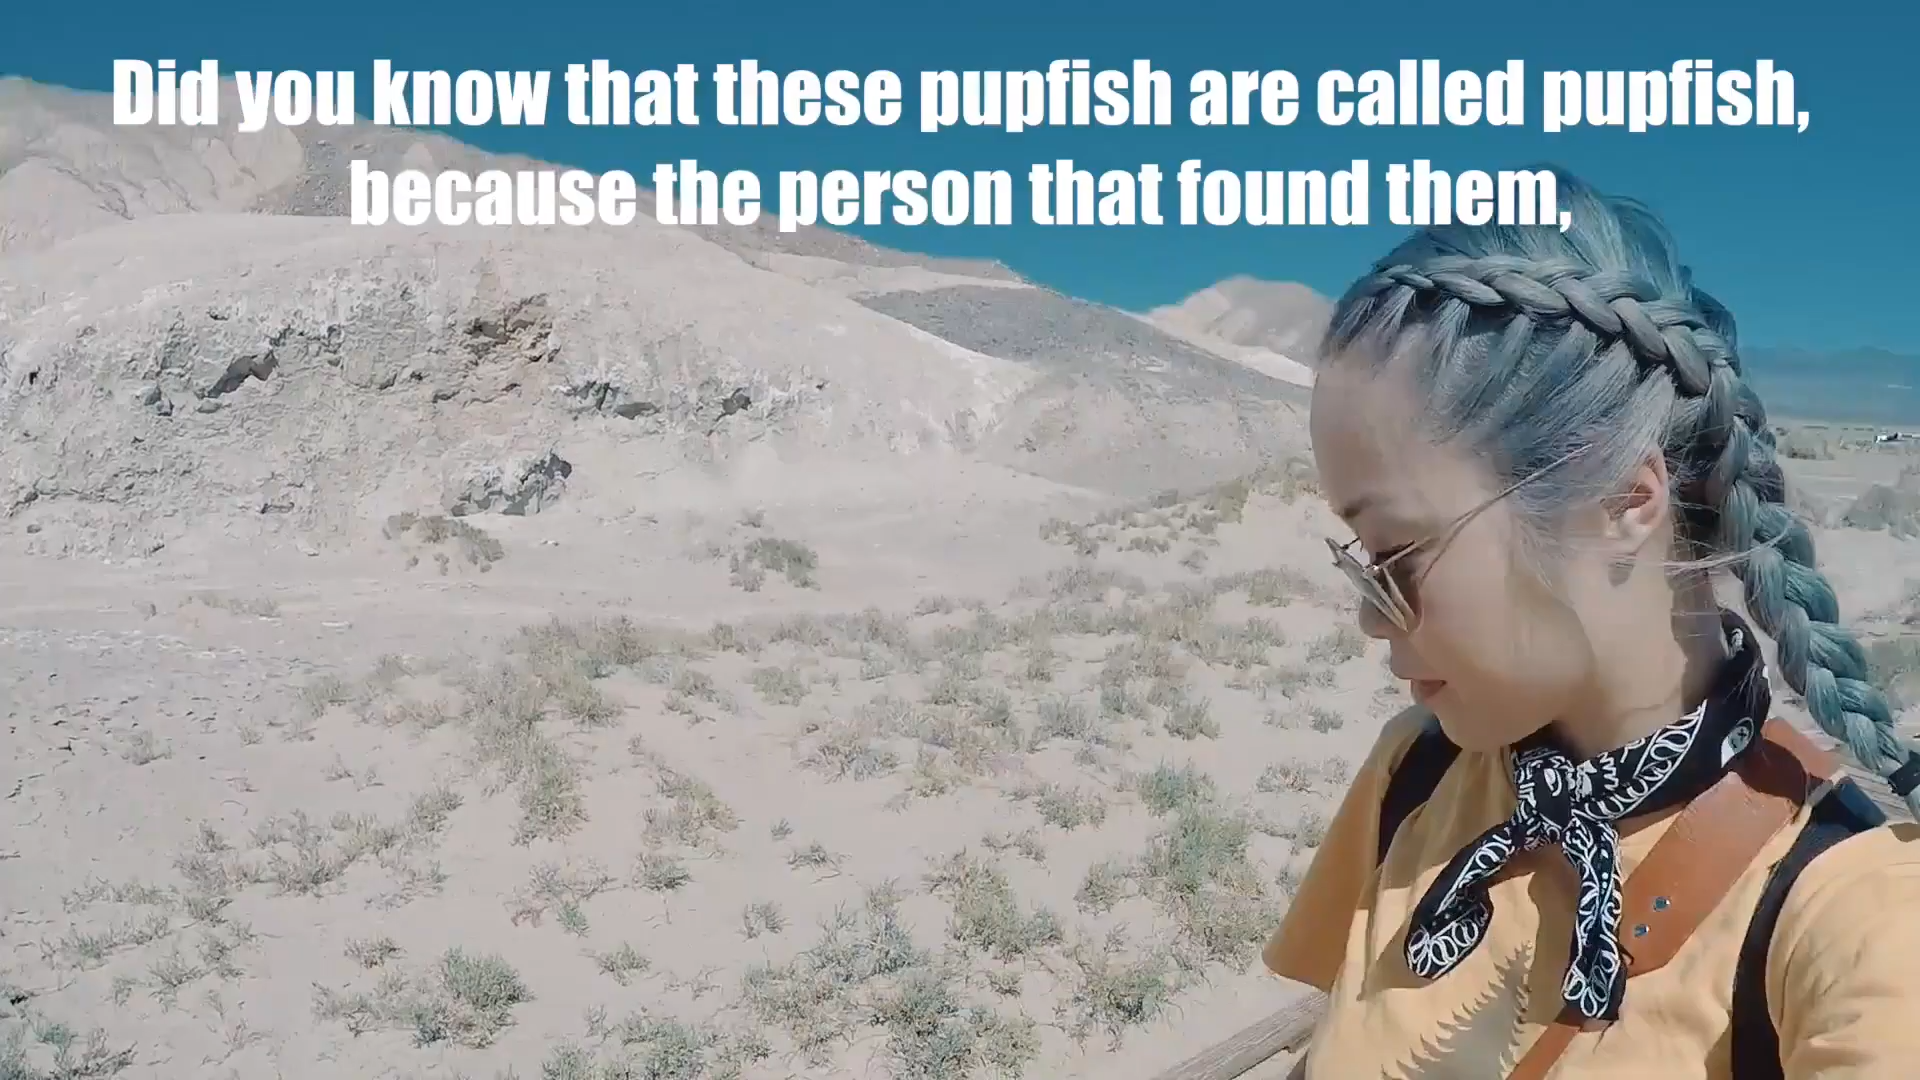 Did you know that these pupfish are called pupfish,
because the person that found them,